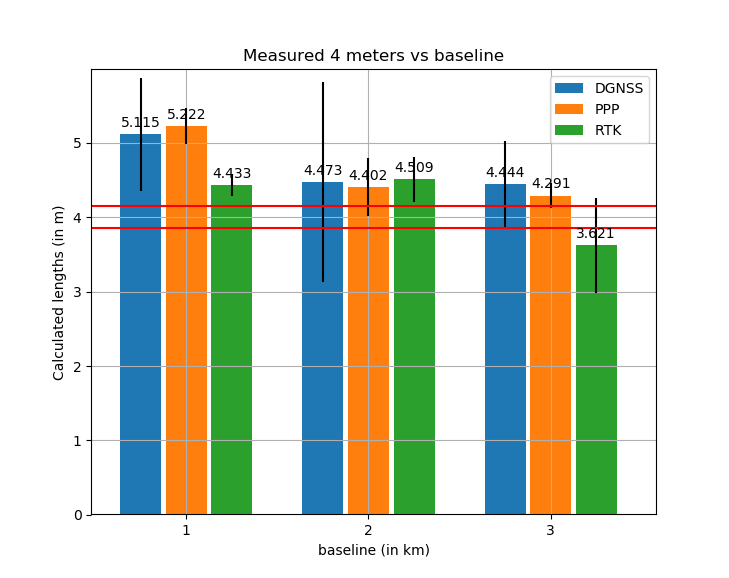 Measured 4 meters vs baseline
DGNSS
PPP
RTK
5.115
5.222
4.433
4.473
4.402
4.509
4.444
4.291
3.621
Calculated lengths (in m)
5
4
3
2
1
0
1 2 3
baseline (in km)